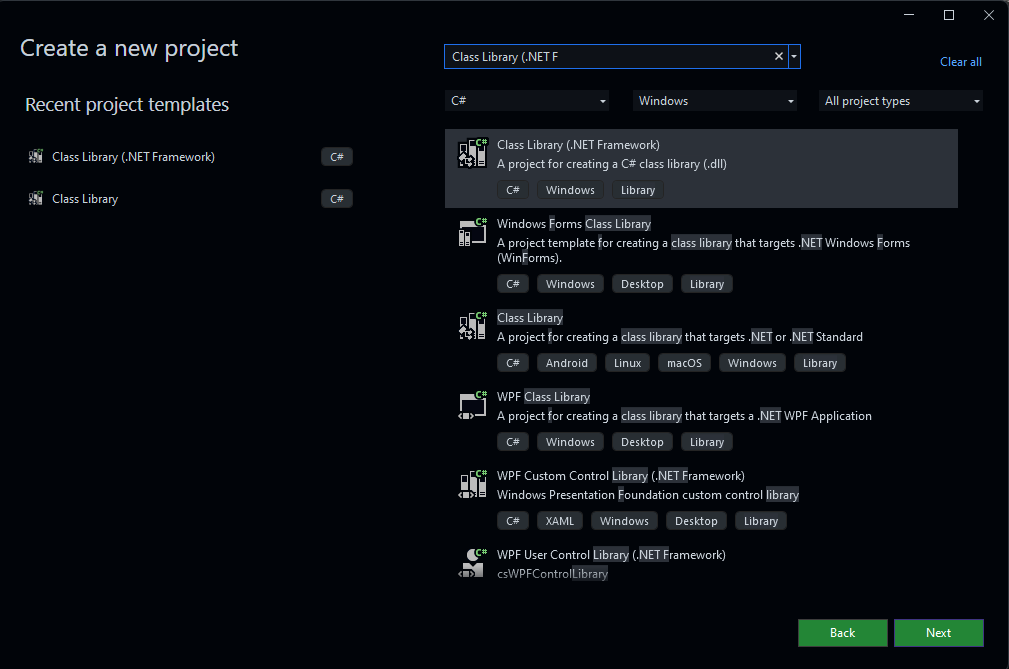 Create a new project
Class Library (.NET F
Clear all
Recent project templates
C#
Windows
All project types
Class Library (.NET Framework)
C#
Class Library
C#
C#
Class Library (.NET Framework)
A project for creating a C# class library (.dll)
C# Windows Library
C#
Windows Forms Class Library
A project template for creating a class library that targets .NET Windows Forms
(WinForms).
C# Windows Desktop Library
C#
Class Library
A project for creating a class library that targets .NET or .NET Standard
C# Android Linux macOS Windows Library
C#
WPF Class Library
A project for creating a class library that targets a .NET WPF Application
C# Windows Desktop Library
C#
WPF Custom Control Library (.NET Framework)
Windows Presentation Foundation custom control library
C# XAML Windows Desktop Library
C#
WPF User Control Library (.NET Framework)
csWPFControlLibrary
Back
Next